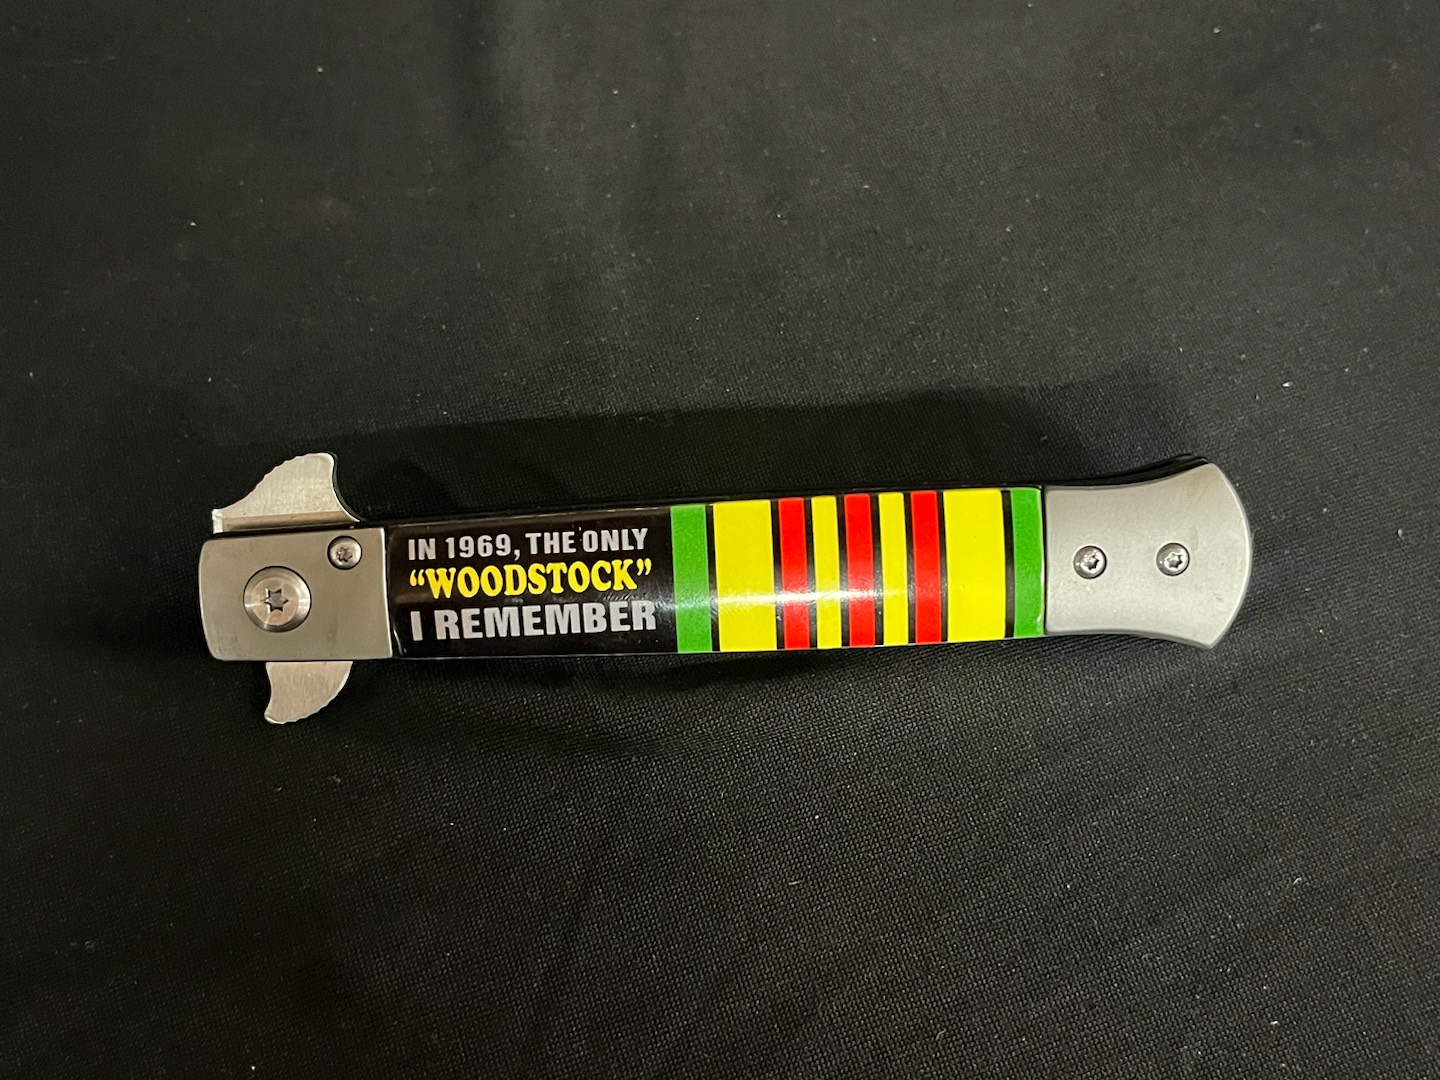 IN 1969, THE ONLY
“WOODSTOCK”
I REMEMBER